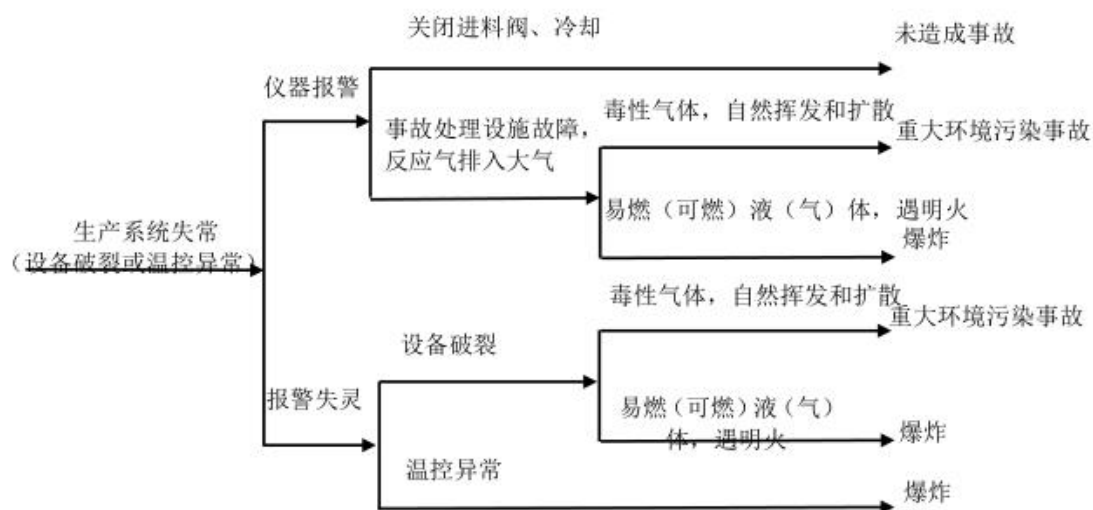 关闭进料阀、冷却
未造成事故
仪器报警
毒性气体，自然挥发和扩散
重大环境污染事故
事故处理设施故障，
反应气排入大气
易燃（可燃）液（气）体，遇明火
爆炸
生产系统失常
（设备破裂或温控异常）
毒性气体，自然挥发和扩散
重大环境污染事故
设备破裂
报警失灵
易燃（可燃）液（气）
体，遇明火
爆炸
温控异常
爆炸